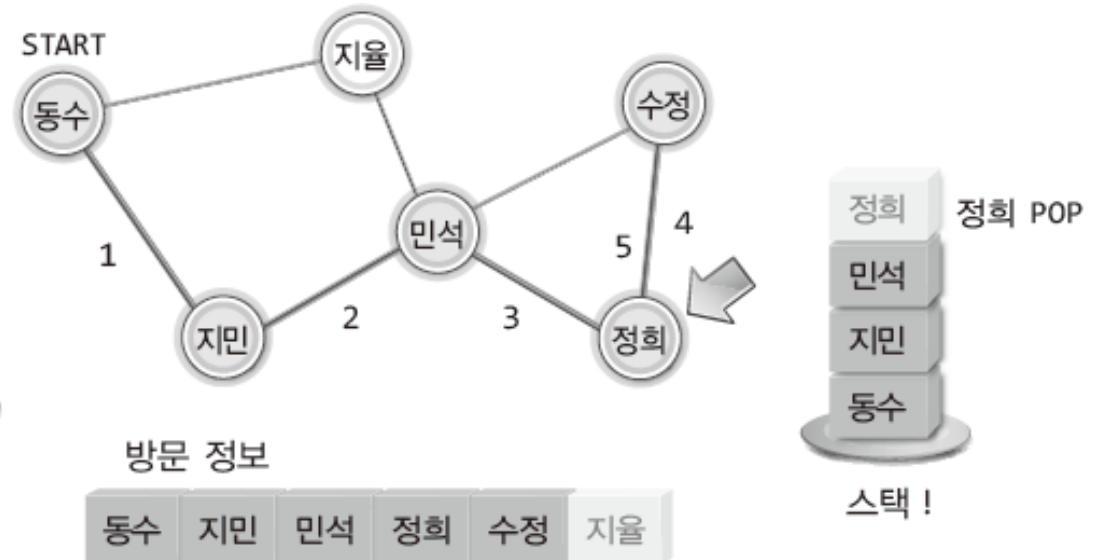 START
동수
지율
수정
민석
지민
정희
1
2
3
4
5
정희
정희 POP
민석
지민
동수
스택 !
방문 정보
동수 지민 민석 정희 수정 지율